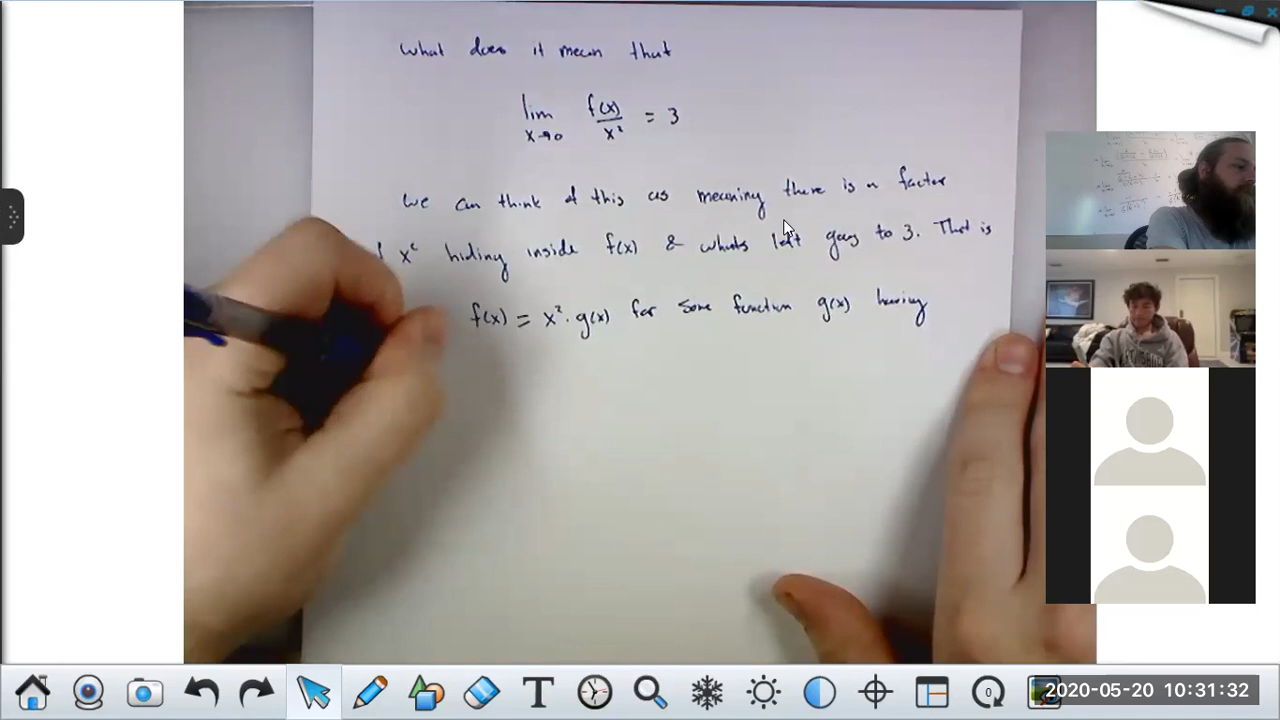 what does it mean that
lim x→0 f(x)/x² = 3
we can think of this as meaning there is a factor
x² hiding inside f(x) & whats left goes to 3. That is
f(x) = x² · g(x) for some function g(x) having
T
0
2020-05-20 10:31:32